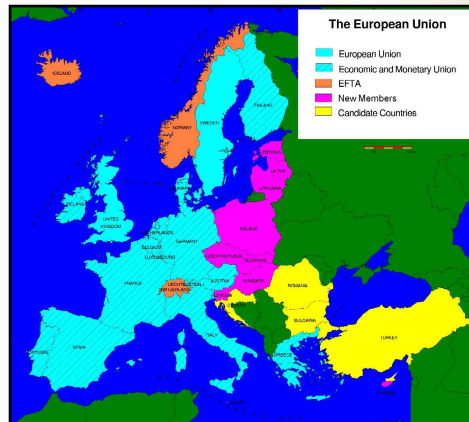 The European Union
European Union
Economic and Monetary Union
EFTA
New Members
Candidate Countries
ICELAND
NORWAY
SWEDEN
FINLAND
ESTONIA
LATVIA
LITHUANIA
DENMARK
IRELAND
UNITED
KINGDOM
NETHERLANDS
BELGIUM
LUXEMBOURG
GERMANY
POLAND
CZECH REPUBLIC
SLOVAKIA
FRANCE
LIECHTENSTEIN
SWITZERLAND
AUSTRIA
HUNGARY
SLOVENIA
ROMANIA
BULGARIA
PORTUGAL
SPAIN
ITALY
GREECE
TURKEY